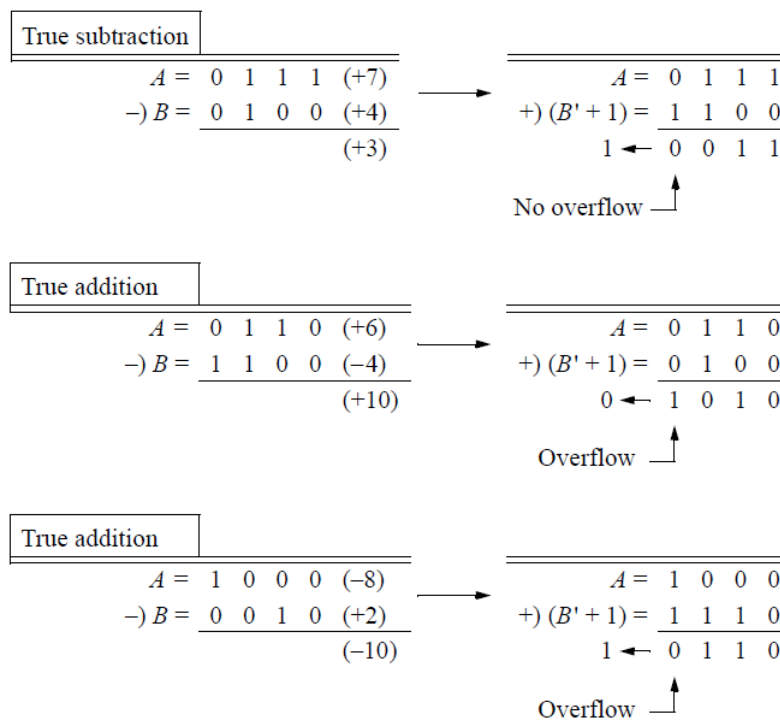 True subtraction
A = 0 1 1 1 (+7)
–) B = 0 1 0 0 (+4)
(+3)
A = 0 1 1 1
+) (B' + 1) = 1 1 0 0
1 ← 0 0 1 1
No overflow
True addition
A = 0 1 1 0 (+6)
–) B = 1 1 0 0 (–4)
(+10)
A = 0 1 1 0
+) (B' + 1) = 0 1 0 0
0 ← 1 0 1 0
Overflow
True addition
A = 1 0 0 0 (–8)
–) B = 0 0 1 0 (+2)
(–10)
A = 1 0 0 0
+) (B' + 1) = 1 1 1 0
1 ← 0 1 1 0
Overflow